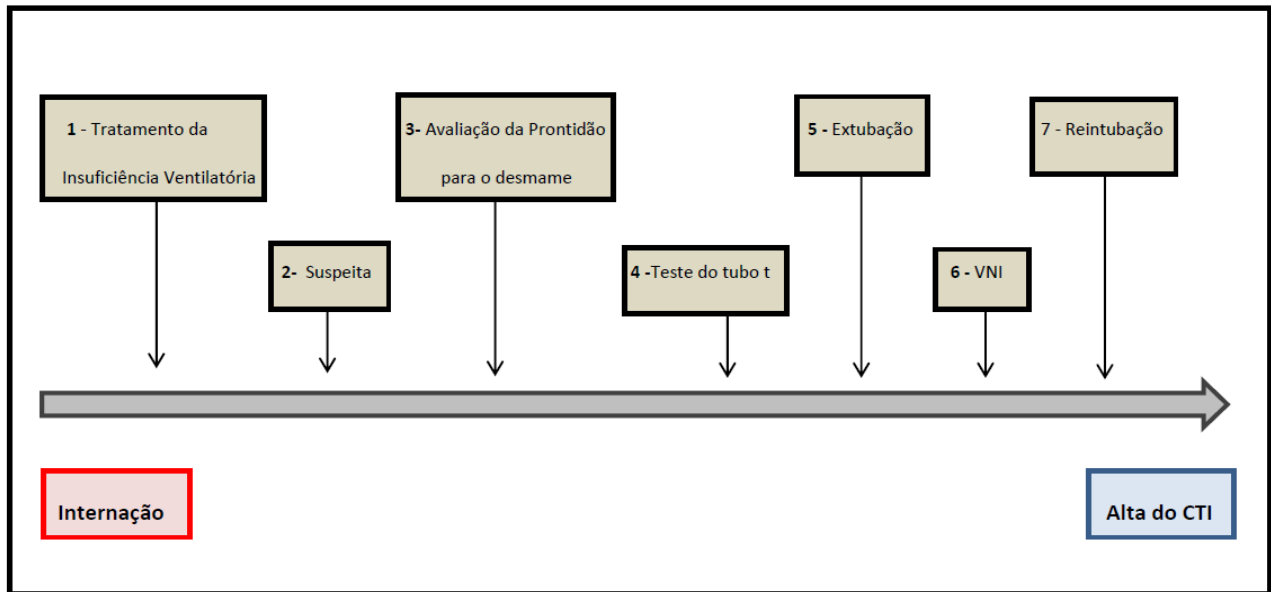 1 - Tratamento da
Insuficiência Ventilatória
2- Suspeita
3- Avaliação da Prontidão
para o desmame
4 -Teste do tubo t
5 - Extubação
6 - VNI
7 - Reintubação
Internação
Alta do CTI